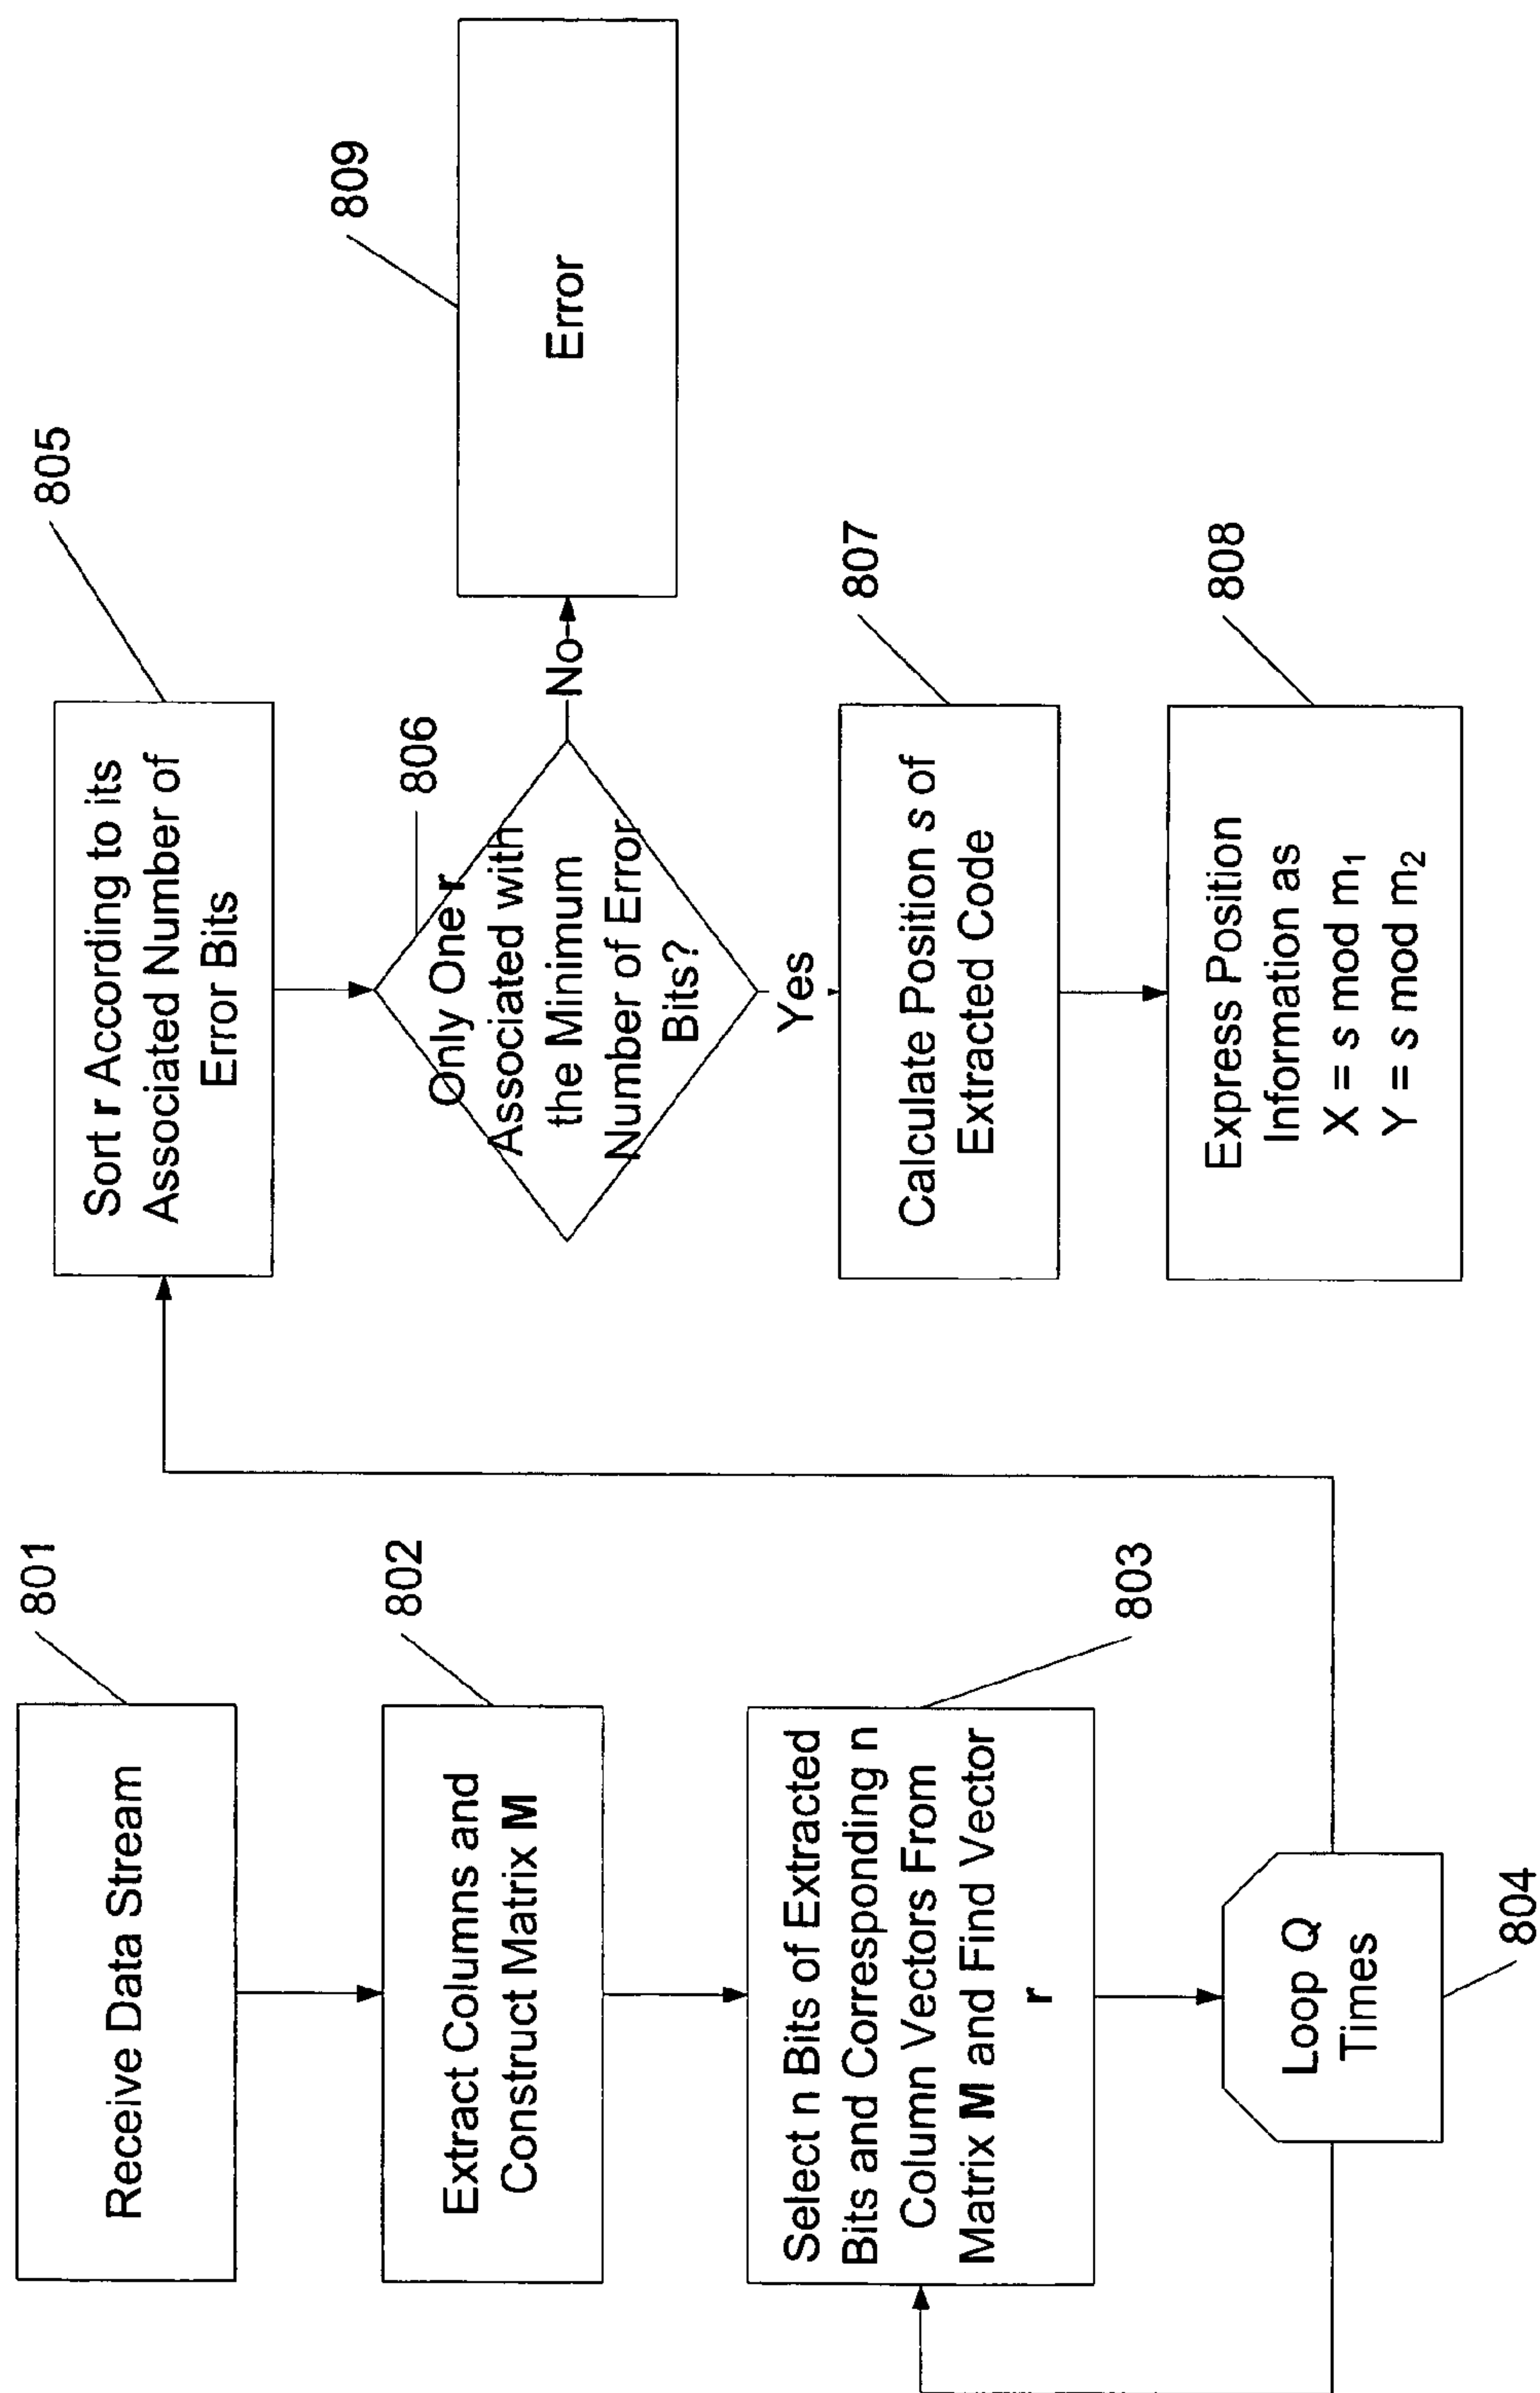 801
Receive Data Stream
802
Extract Columns and
Construct Matrix M
803
Select n Bits of Extracted
Bits and Corresponding n
Column Vectors From
Matrix M and Find Vector
r
Loop Q
Times
804
805
Sort r According to its
Associated Number of
Error Bits
806
Only One r
Associated with
the Minimum
Number of Error
Bits?
No
809
Error
Yes
807
Calculate Position s of
Extracted Code
808
Express Position
Information as
X = s mod m₁
Y = s mod m₂